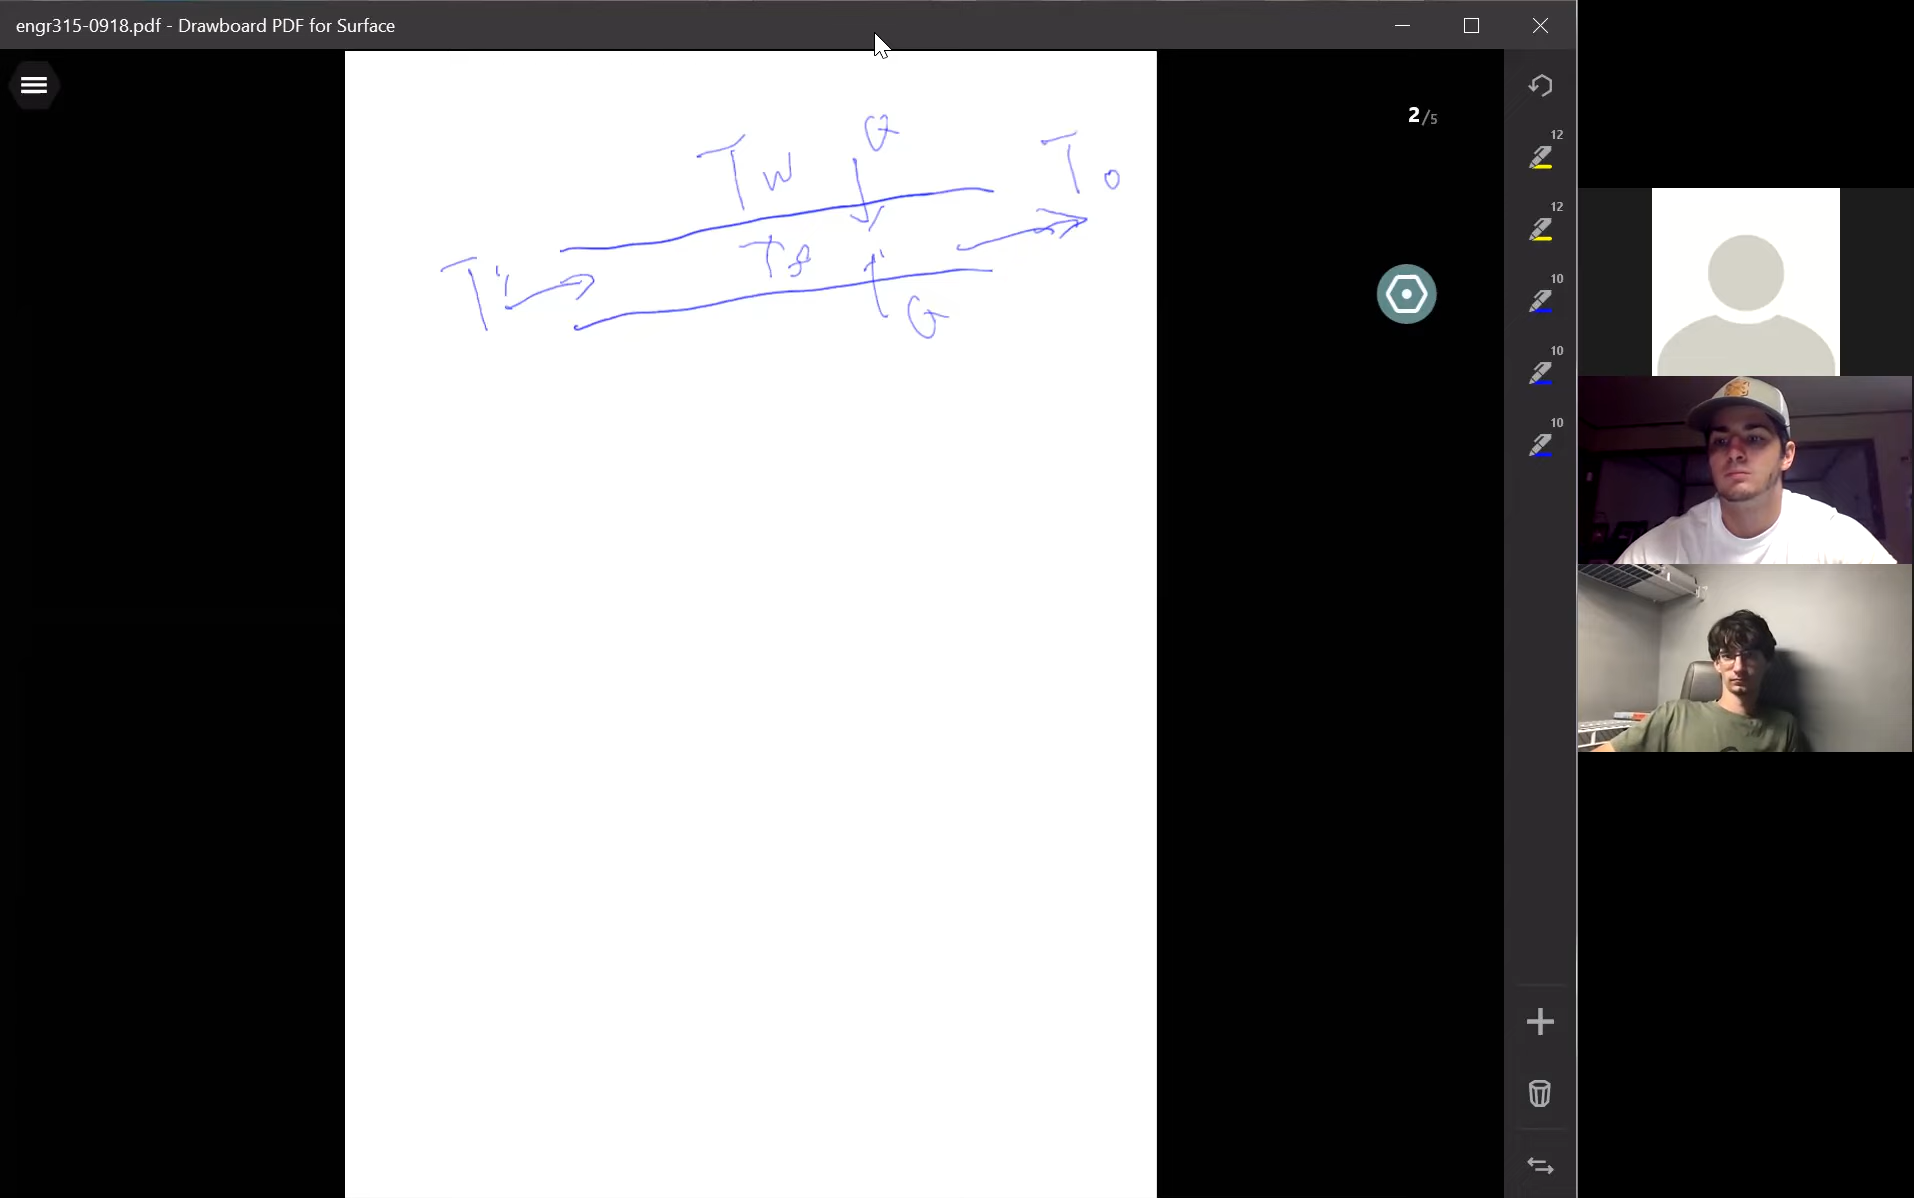 engr315-0918.pdf - Drawboard PDF for Surface
2/5
12
12
10
10
10
Tw
To
Tf
Ti